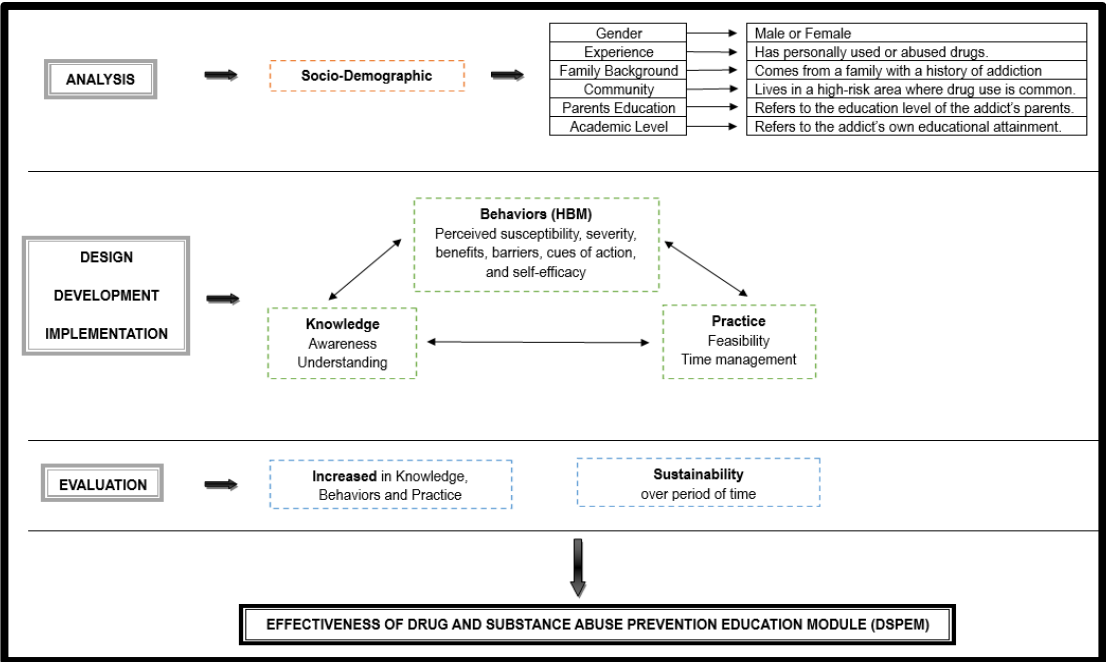 ANALYSIS
Socio-Demographic
Gender
Male or Female
Experience
Has personally used or abused drugs.
Family Background
Comes from a family with a history of addiction
Community
Lives in a high-risk area where drug use is common.
Parents Education
Refers to the education level of the addict's parents.
Academic Level
Refers to the addict's own educational attainment.
DESIGN
DEVELOPMENT
IMPLEMENTATION
Behaviors (HBM)
Perceived susceptibility, severity,
benefits, barriers, cues of action,
and self-efficacy
Knowledge
Awareness
Understanding
Practice
Feasibility
Time management
EVALUATION
Increased in Knowledge,
Behaviors and Practice
Sustainability
over period of time
EFFECTIVENESS OF DRUG AND SUBSTANCE ABUSE PREVENTION EDUCATION MODULE (DSPEM)